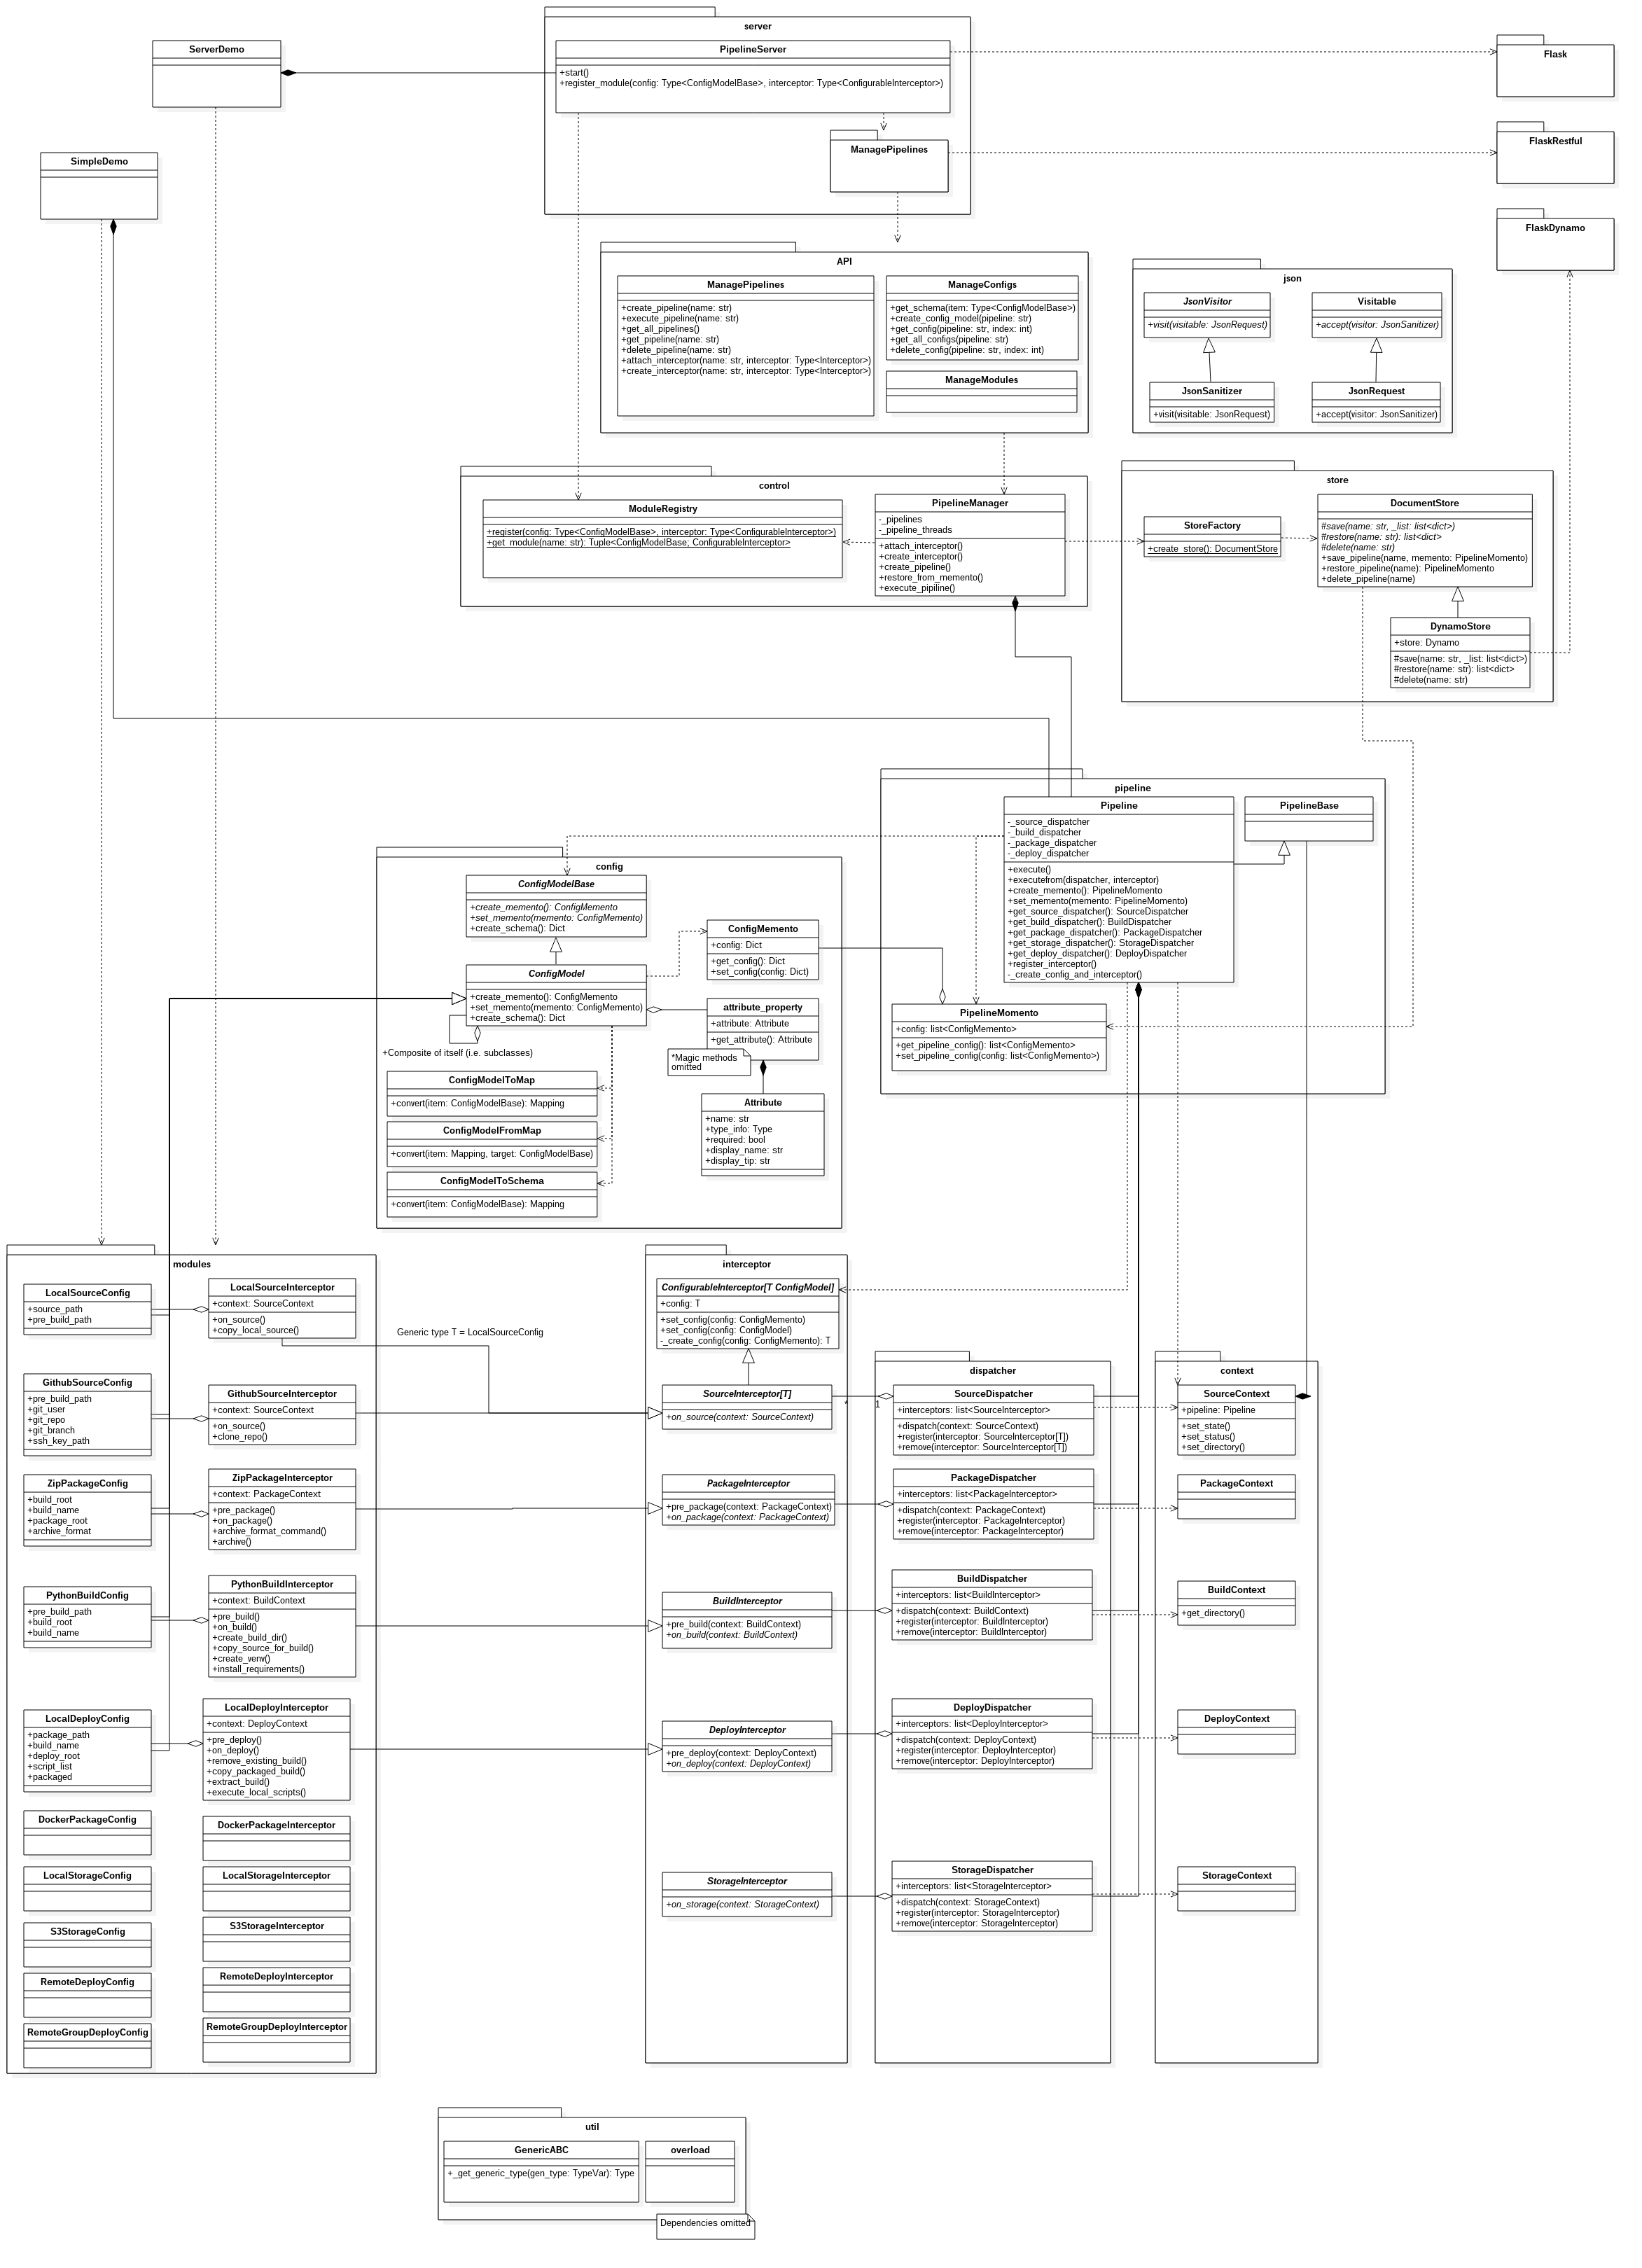 server
ServerDemo
PipelineServer
+start()
+register_module(config: Type<ConfigModelBase>, interceptor: Type<ConfigurableInterceptor>)
Flask
ManagePipelines
FlaskRestful
SimpleDemo
FlaskDynamo
API
ManagePipelines
+create_pipeline(name: str)
+execute_pipeline(name: str)
+get_all_pipelines()
+get_pipeline(name: str)
+delete_pipeline(name: str)
+attach_interceptor(name: str, interceptor: Type<Interceptor>)
+create_interceptor(name: str, interceptor: Type<Interceptor>)
ManageConfigs
+get_schema(item: Type<ConfigModelBase>)
+create_config_model(pipeline: str)
+get_config(pipeline: str, index: int)
+get_all_configs(pipeline: str)
+delete_config(pipeline: str, index: int)
ManageModules
json
JsonVisitor
+visit(visitable: JsonRequest)
Visitable
+accept(visitor: JsonSanitizer)
JsonSanitizer
+visit(visitable: JsonRequest)
JsonRequest
+accept(visitor: JsonSanitizer)
control
ModuleRegistry
+register(config: Type<ConfigModelBase>, interceptor: Type<ConfigurableInterceptor>)
+get_module(name: str): Tuple<ConfigModelBase; ConfigurableInterceptor>
PipelineManager
-_pipelines
-_pipeline_threads
+attach_interceptor()
+create_interceptor()
+create_pipeline()
+restore_from_memento()
+execute_pipiline()
store
StoreFactory
+create_store(): DocumentStore
DocumentStore
#save(name: str, _list: list<dict>)
#restore(name: str): list<dict>
#delete(name: str)
+save_pipeline(name, memento: PipelineMomento)
+restore_pipeline(name): PipelineMomento
+delete_pipeline(name)
DynamoStore
+store: Dynamo
#save(name: str, _list: list<dict>)
#restore(name: str): list<dict>
#delete(name: str)
pipeline
Pipeline
-_source_dispatcher
-_build_dispatcher
-_package_dispatcher
-_deploy_dispatcher
+execute()
+executefrom(dispatcher, interceptor)
+create_memento(): PipelineMomento
+set_memento(memento: PipelineMomento)
+get_source_dispatcher(): SourceDispatcher
+get_build_dispatcher(): BuildDispatcher
+get_package_dispatcher(): PackageDispatcher
+get_storage_dispatcher(): StorageDispatcher
+get_deploy_dispatcher(): DeployDispatcher
+register_interceptor()
-_create_config_and_interceptor()
PipelineBase
PipelineMomento
+config: list<ConfigMemento>
+get_pipeline_config(): list<ConfigMemento>
+set_pipeline_config(config: list<ConfigMemento>)
config
ConfigModelBase
+create_memento(): ConfigMemento
+set_memento(memento: ConfigMemento)
+create_schema(): Dict
ConfigMemento
+config: Dict
+get_config(): Dict
+set_config(config: Dict)
ConfigModel
+create_memento(): ConfigMemento
+set_memento(memento: ConfigMemento)
+create_schema(): Dict
+Composite of itself (i.e. subclasses)
attribute_property
+attribute: Attribute
+get_attribute(): Attribute
*Magic methods
omitted
ConfigModelToMap
+convert(item: ConfigModelBase): Mapping
ConfigModelFromMap
+convert(item: Mapping, target: ConfigModelBase)
ConfigModelToSchema
+convert(item: ConfigModelBase): Mapping
Attribute
+name: str
+type_info: Type
+required: bool
+display_name: str
+display_tip: str
modules
LocalSourceConfig
+source_path
+pre_build_path
LocalSourceInterceptor
+context: SourceContext
+on_source()
+copy_local_source()
Generic type T = LocalSourceConfig
GithubSourceConfig
+pre_build_path
+git_user
+git_repo
+git_branch
+ssh_key_path
GithubSourceInterceptor
+context: SourceContext
+on_source()
+clone_repo()
ZipPackageConfig
+build_root
+build_name
+package_root
+archive_format
ZipPackageInterceptor
+context: PackageContext
+pre_package()
+on_package()
+archive_format_command()
+archive()
PythonBuildConfig
+pre_build_path
+build_root
+build_name
PythonBuildInterceptor
+context: BuildContext
+pre_build()
+on_build()
+create_build_dir()
+copy_source_for_build()
+create_venv()
+install_requirements()
LocalDeployConfig
+package_path
+build_name
+deploy_root
+script_list
+packaged
LocalDeployInterceptor
+context: DeployContext
+pre_deploy()
+on_deploy()
+remove_existing_build()
+copy_packaged_build()
+extract_build()
+execute_local_scripts()
DockerPackageConfig
DockerPackageInterceptor
LocalStorageConfig
LocalStorageInterceptor
S3StorageConfig
S3StorageInterceptor
RemoteDeployConfig
RemoteDeployInterceptor
RemoteGroupDeployConfig
RemoteGroupDeployInterceptor
interceptor
ConfigurableInterceptor[T ConfigModel]
+config: T
+set_config(config: ConfigMemento)
+set_config(config: ConfigModel)
-_create_config(config: ConfigMemento): T
SourceInterceptor[T]
+on_source(context: SourceContext)
*
1
PackageInterceptor
+pre_package(context: PackageContext)
+on_package(context: PackageContext)
BuildInterceptor
+pre_build(context: BuildContext)
+on_build(context: BuildContext)
DeployInterceptor
+pre_deploy(context: DeployContext)
+on_deploy(context: DeployContext)
StorageInterceptor
+on_storage(context: StorageContext)
dispatcher
SourceDispatcher
+interceptors: list<SourceInterceptor>
+dispatch(context: SourceContext)
+register(interceptor: SourceInterceptor[T])
+remove(interceptor: SourceInterceptor[T])
PackageDispatcher
+interceptors: list<PackageInterceptor>
+dispatch(context: PackageContext)
+register(interceptor: PackageInterceptor)
+remove(interceptor: PackageInterceptor)
BuildDispatcher
+interceptors: list<BuildInterceptor>
+dispatch(context: BuildContext)
+register(interceptor: BuildInterceptor)
+remove(interceptor: BuildInterceptor)
DeployDispatcher
+interceptors: list<DeployInterceptor>
+dispatch(context: DeployContext)
+register(interceptor: DeployInterceptor)
+remove(interceptor: DeployInterceptor)
StorageDispatcher
+interceptors: list<StorageInterceptor>
+dispatch(context: StorageContext)
+register(interceptor: StorageInterceptor)
+remove(interceptor: StorageInterceptor)
context
SourceContext
+pipeline: Pipeline
+set_state()
+set_status()
+set_directory()
PackageContext
BuildContext
+get_directory()
DeployContext
StorageContext
util
GenericABC
+_get_generic_type(gen_type: TypeVar): Type
overload
Dependencies omitted